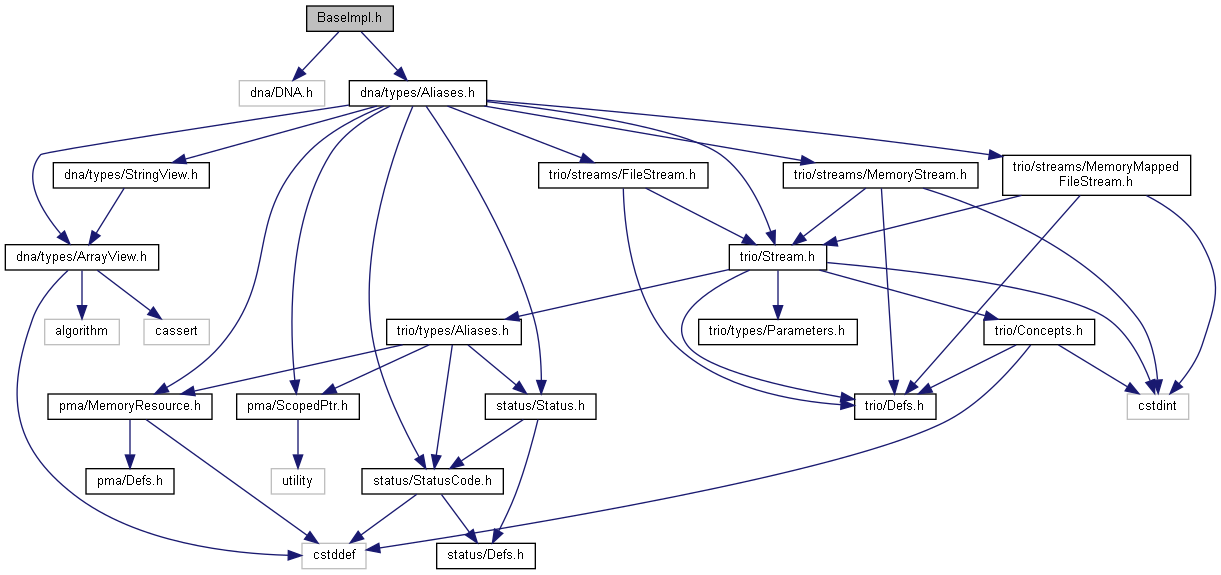 BaseImpl.h
dna/DNA.h
dna/types/Aliases.h
dna/types/StringView.h
trio/streams/FileStream.h
trio/streams/MemoryStream.h
trio/streams/MemoryMapped
FileStream.h
dna/types/ArrayView.h
trio/Stream.h
algorithm
cassert
trio/types/Aliases.h
trio/types/Parameters.h
trio/Concepts.h
pma/MemoryResource.h
pma/ScopedPtr.h
status/Status.h
trio/Defs.h
cstdint
pma/Defs.h
utility
status/StatusCode.h
cstddef
status/Defs.h